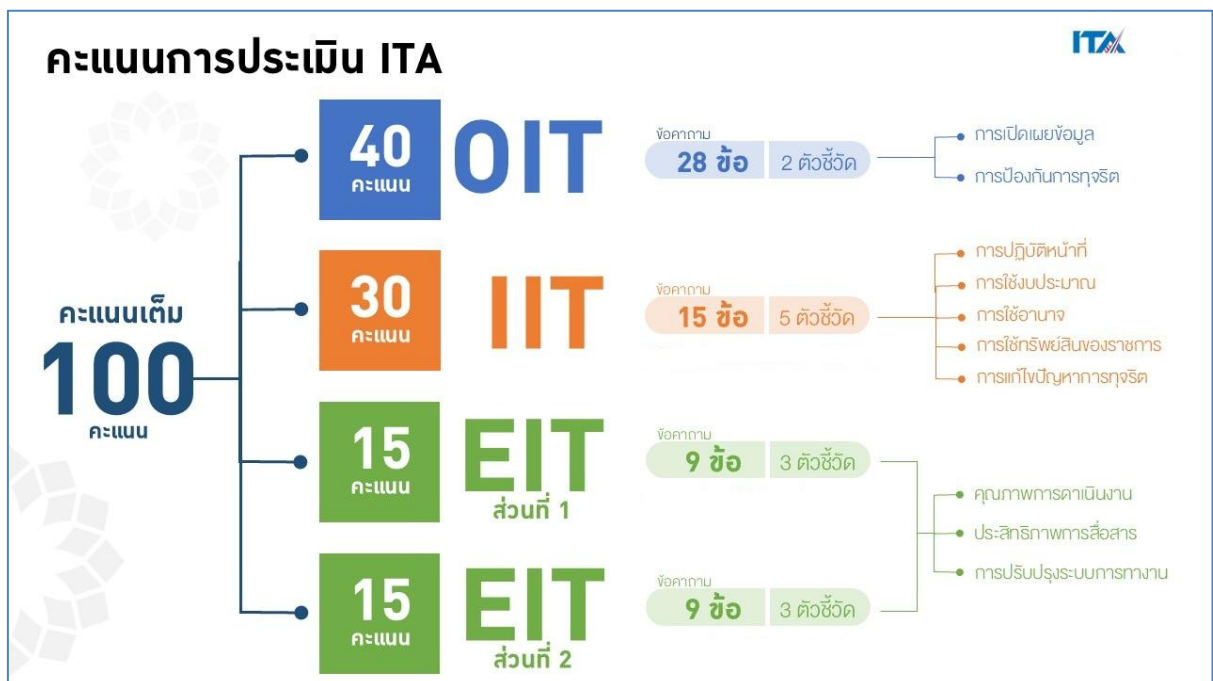 คะแนนการประเมิน ITA
ITA
คะแนนเต็ม
100
คะแนน
40
คะแนน
OIT
ข้อคาถาม
28 ข้อ
2 ตัวชี้วัด
การเปิดเผยข้อมูล
การป้องกันการทุจริต
30
คะแนน
IIT
ข้อคาถาม
15 ข้อ
5 ตัวชี้วัด
การปฏิบัติหน้าที่
การใช้งบประมาณ
การใช้อานาจ
การใช้ทรัพย์สินของราชการ
การแก้ไขปัญหาการทุจริต
15
คะแนน
EIT
ส่วนที่ 1
ข้อคาถาม
9 ข้อ
3 ตัวชี้วัด
15
คะแนน
EIT
ส่วนที่ 2
ข้อคาถาม
9 ข้อ
3 ตัวชี้วัด
คุณภาพการดาเนินงาน
ประสิทธิภาพการสื่อสาร
การปรับปรุงระบบการทางาน